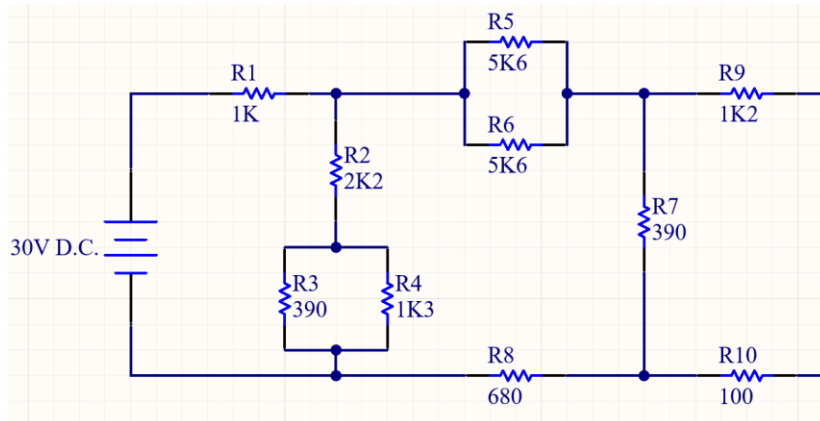 R5
5K6
R1
1K
R9
1K2
R6
5K6
R2
2K2
R7
390
30V D.C.
R3
390
R4
1K3
R8
680
R10
100